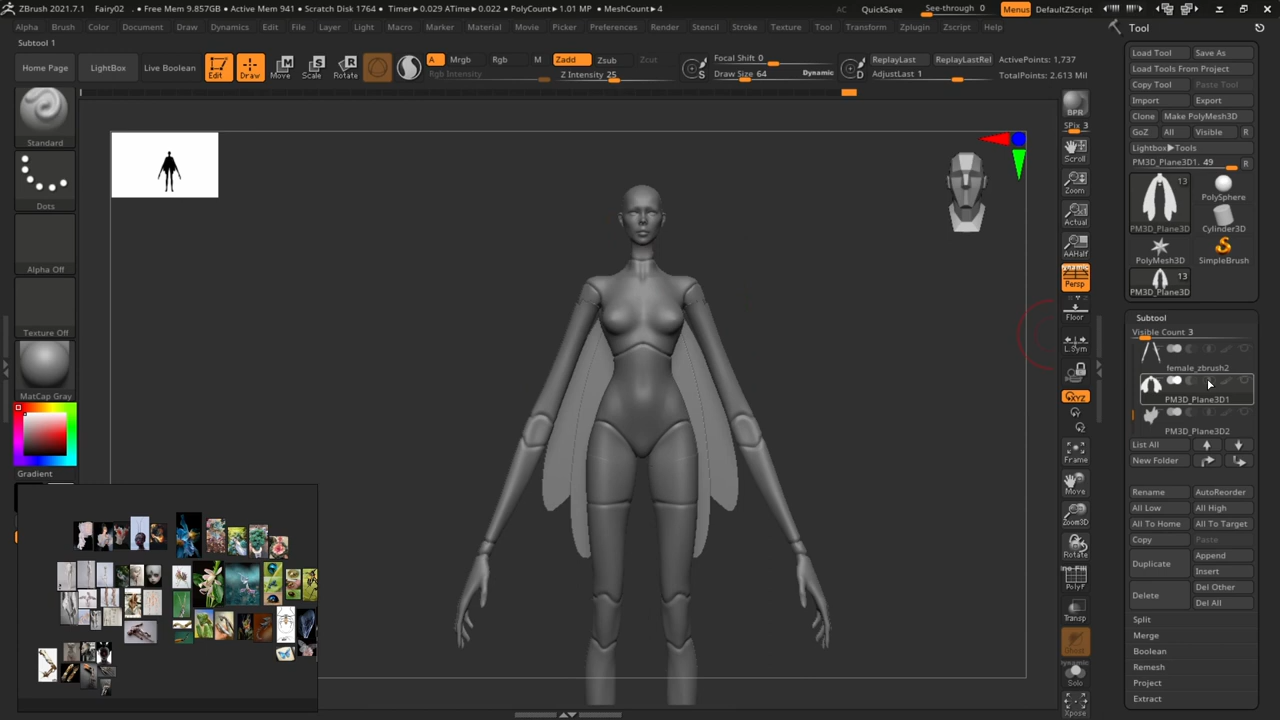 ZBrush 2021.7.1 Fairy02 • Free Mem 9.857GB • Active Mem 941 • Scratch Disk 1764 • Timer▶0.029 ATime▶0.022 • PolyCount▶1.01 MP • MeshCount▶4
AC QuickSave See-through 0 Menus DefaultZScript
Alpha Brush Color Document Draw Dynamics Edit File Layer Light Macro Marker Material Movie Picker Preferences Render Stencil Stroke Texture Tool Transform Zplugin Zscript Help
Subtool 1
Home Page LightBox Live Boolean Edit Draw Move Scale Rotate
A Mrgb Rgb M Zadd Zsub Zcut
Rgb Intensity Z Intensity 25
S Focal Shift 0
Draw Size 64 Dynamic
D ReplayLast ReplayLastRel
AdjustLast 1
ActivePoints: 1,737
TotalPoints: 2.613 Mil
Standard
Dots
Alpha Off
Texture Off
MatCap Gray
Gradient
BPR
SPix 3
Scroll
Zoom
Actual
AAHalf
Dynamic
Persp
Floor
L.Sym
XYZ
Frame
Move
Zoom3D
Rotate
PolyF
Transp
Ghost
Dynamic
Solo
Xpose
Tool
Load Tool Save As
Load Tools From Project
Copy Tool Paste Tool
Import Export
Clone Make PolyMesh3D
GoZ All Visible R
Lightbox▶Tools
PM3D_Plane3D1. 49 R
13
PolySphere
PM3D_Plane3D
Cylinder3D
PolyMesh3D
SimpleBrush
13
PM3D_Plane3D
Subtool
Visible Count 3
female_zbrush2
PM3D_Plane3D1
PM3D_Plane3D2
List All
New Folder
Rename AutoReorder
All Low All High
All To Home All To Target
Copy Paste
Duplicate Append
Insert
Delete Del Other
Del All
Split
Merge
Boolean
Remesh
Project
Extract